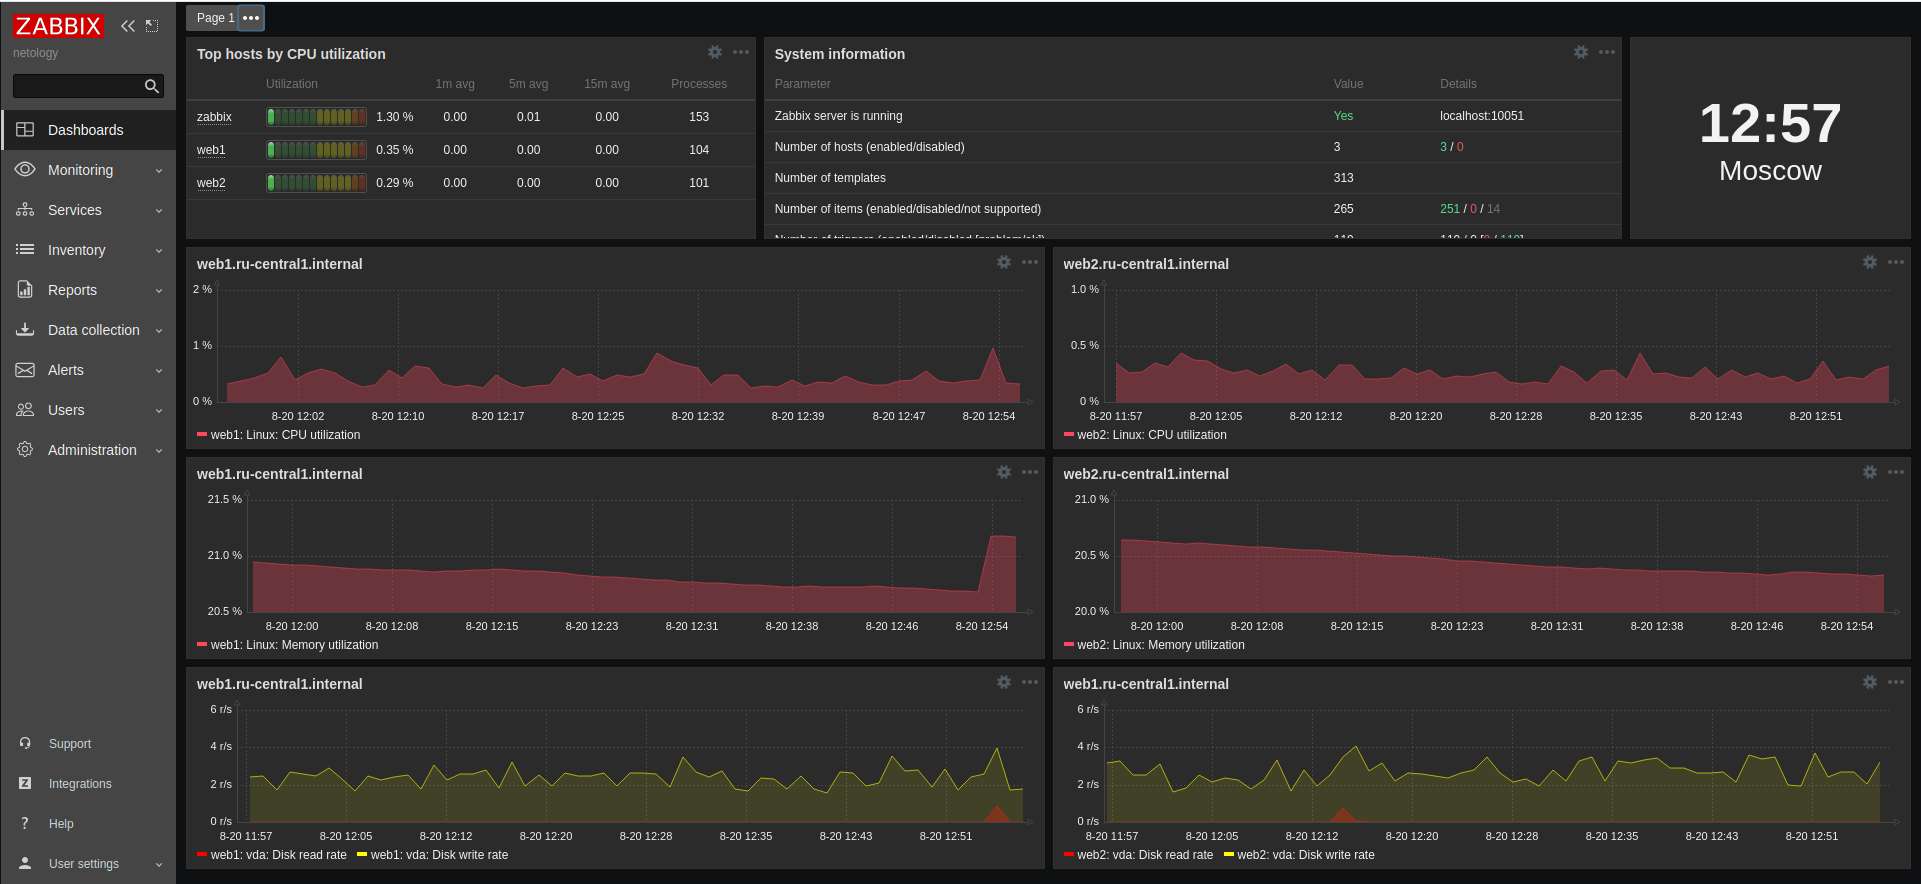 ZABBIX
netology
Dashboards
Monitoring
Services
Inventory
Reports
Data collection
Alerts
Users
Administration
Support
Integrations
Help
User settings
Page 1
Top hosts by CPU utilization
Utilization 1m avg 5m avg 15m avg Processes
zabbix 1.30 % 0.00 0.01 0.00 153
web1 0.35 % 0.00 0.00 0.00 104
web2 0.29 % 0.00 0.00 0.00 101
System information
Parameter Value Details
Zabbix server is running Yes localhost:10051
Number of hosts (enabled/disabled) 3 3 / 0
Number of templates 313
Number of items (enabled/disabled/not supported) 265 251 / 0 / 14
Number of triggers (enabled/disabled [problem/ok]) 119 119 / 0 [0 / 119]
12:57
Moscow
web1.ru-central1.internal
2 %
1 %
0 %
8-20 12:02 8-20 12:10 8-20 12:17 8-20 12:25 8-20 12:32 8-20 12:39 8-20 12:47 8-20 12:54
web1: Linux: CPU utilization
web2.ru-central1.internal
1.0 %
0.5 %
0 %
8-20 11:57 8-20 12:05 8-20 12:12 8-20 12:20 8-20 12:28 8-20 12:35 8-20 12:43 8-20 12:51
web2: Linux: CPU utilization
web1.ru-central1.internal
21.5 %
21.0 %
20.5 %
8-20 12:00 8-20 12:08 8-20 12:15 8-20 12:23 8-20 12:31 8-20 12:38 8-20 12:46 8-20 12:54
web1: Linux: Memory utilization
web2.ru-central1.internal
21.0 %
20.5 %
20.0 %
8-20 12:00 8-20 12:08 8-20 12:15 8-20 12:23 8-20 12:31 8-20 12:38 8-20 12:46 8-20 12:54
web2: Linux: Memory utilization
web1.ru-central1.internal
6 r/s
4 r/s
2 r/s
0 r/s
8-20 11:57 8-20 12:05 8-20 12:12 8-20 12:20 8-20 12:28 8-20 12:35 8-20 12:43 8-20 12:51
web1: vda: Disk read rate web1: vda: Disk write rate
web1.ru-central1.internal
6 r/s
4 r/s
2 r/s
0 r/s
8-20 11:57 8-20 12:05 8-20 12:12 8-20 12:20 8-20 12:28 8-20 12:35 8-20 12:43 8-20 12:51
web2: vda: Disk read rate web2: vda: Disk write rate